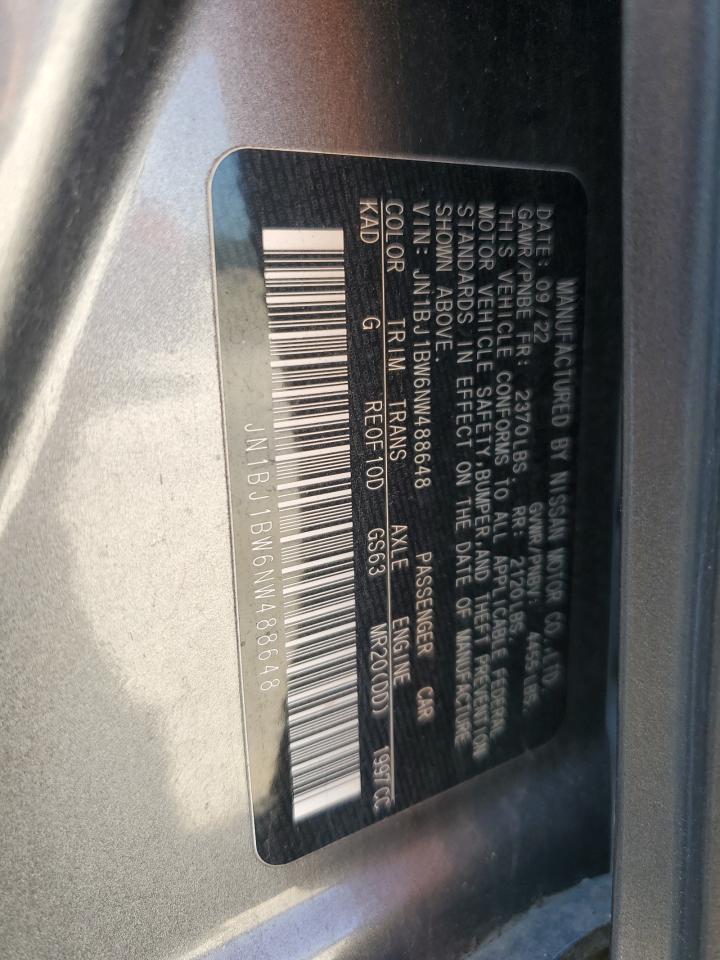 MANUFACTURED BY NISSAN MOTOR CO.,LTD.
DATE: 09/22 GVWR/PNBV: 4455 LBS.
GAWR/PNBE FR: 2370LBS. RR: 2120LBS.
THIS VEHICLE CONFORMS TO ALL APPLICABLE FEDERAL
MOTOR VEHICLE SAFETY,BUMPER,AND THEFT PREVENTION
STANDARDS IN EFFECT ON THE DATE OF MANUFACTURE
SHOWN ABOVE.
VIN: JN1BJ1BW6NW488648 PASSENGER CAR
COLOR TRIM TRANS AXLE ENGINE
KAD G RE0F10D GS63 MR20(DD) 1997CC
JN1BJ1BW6NW488648